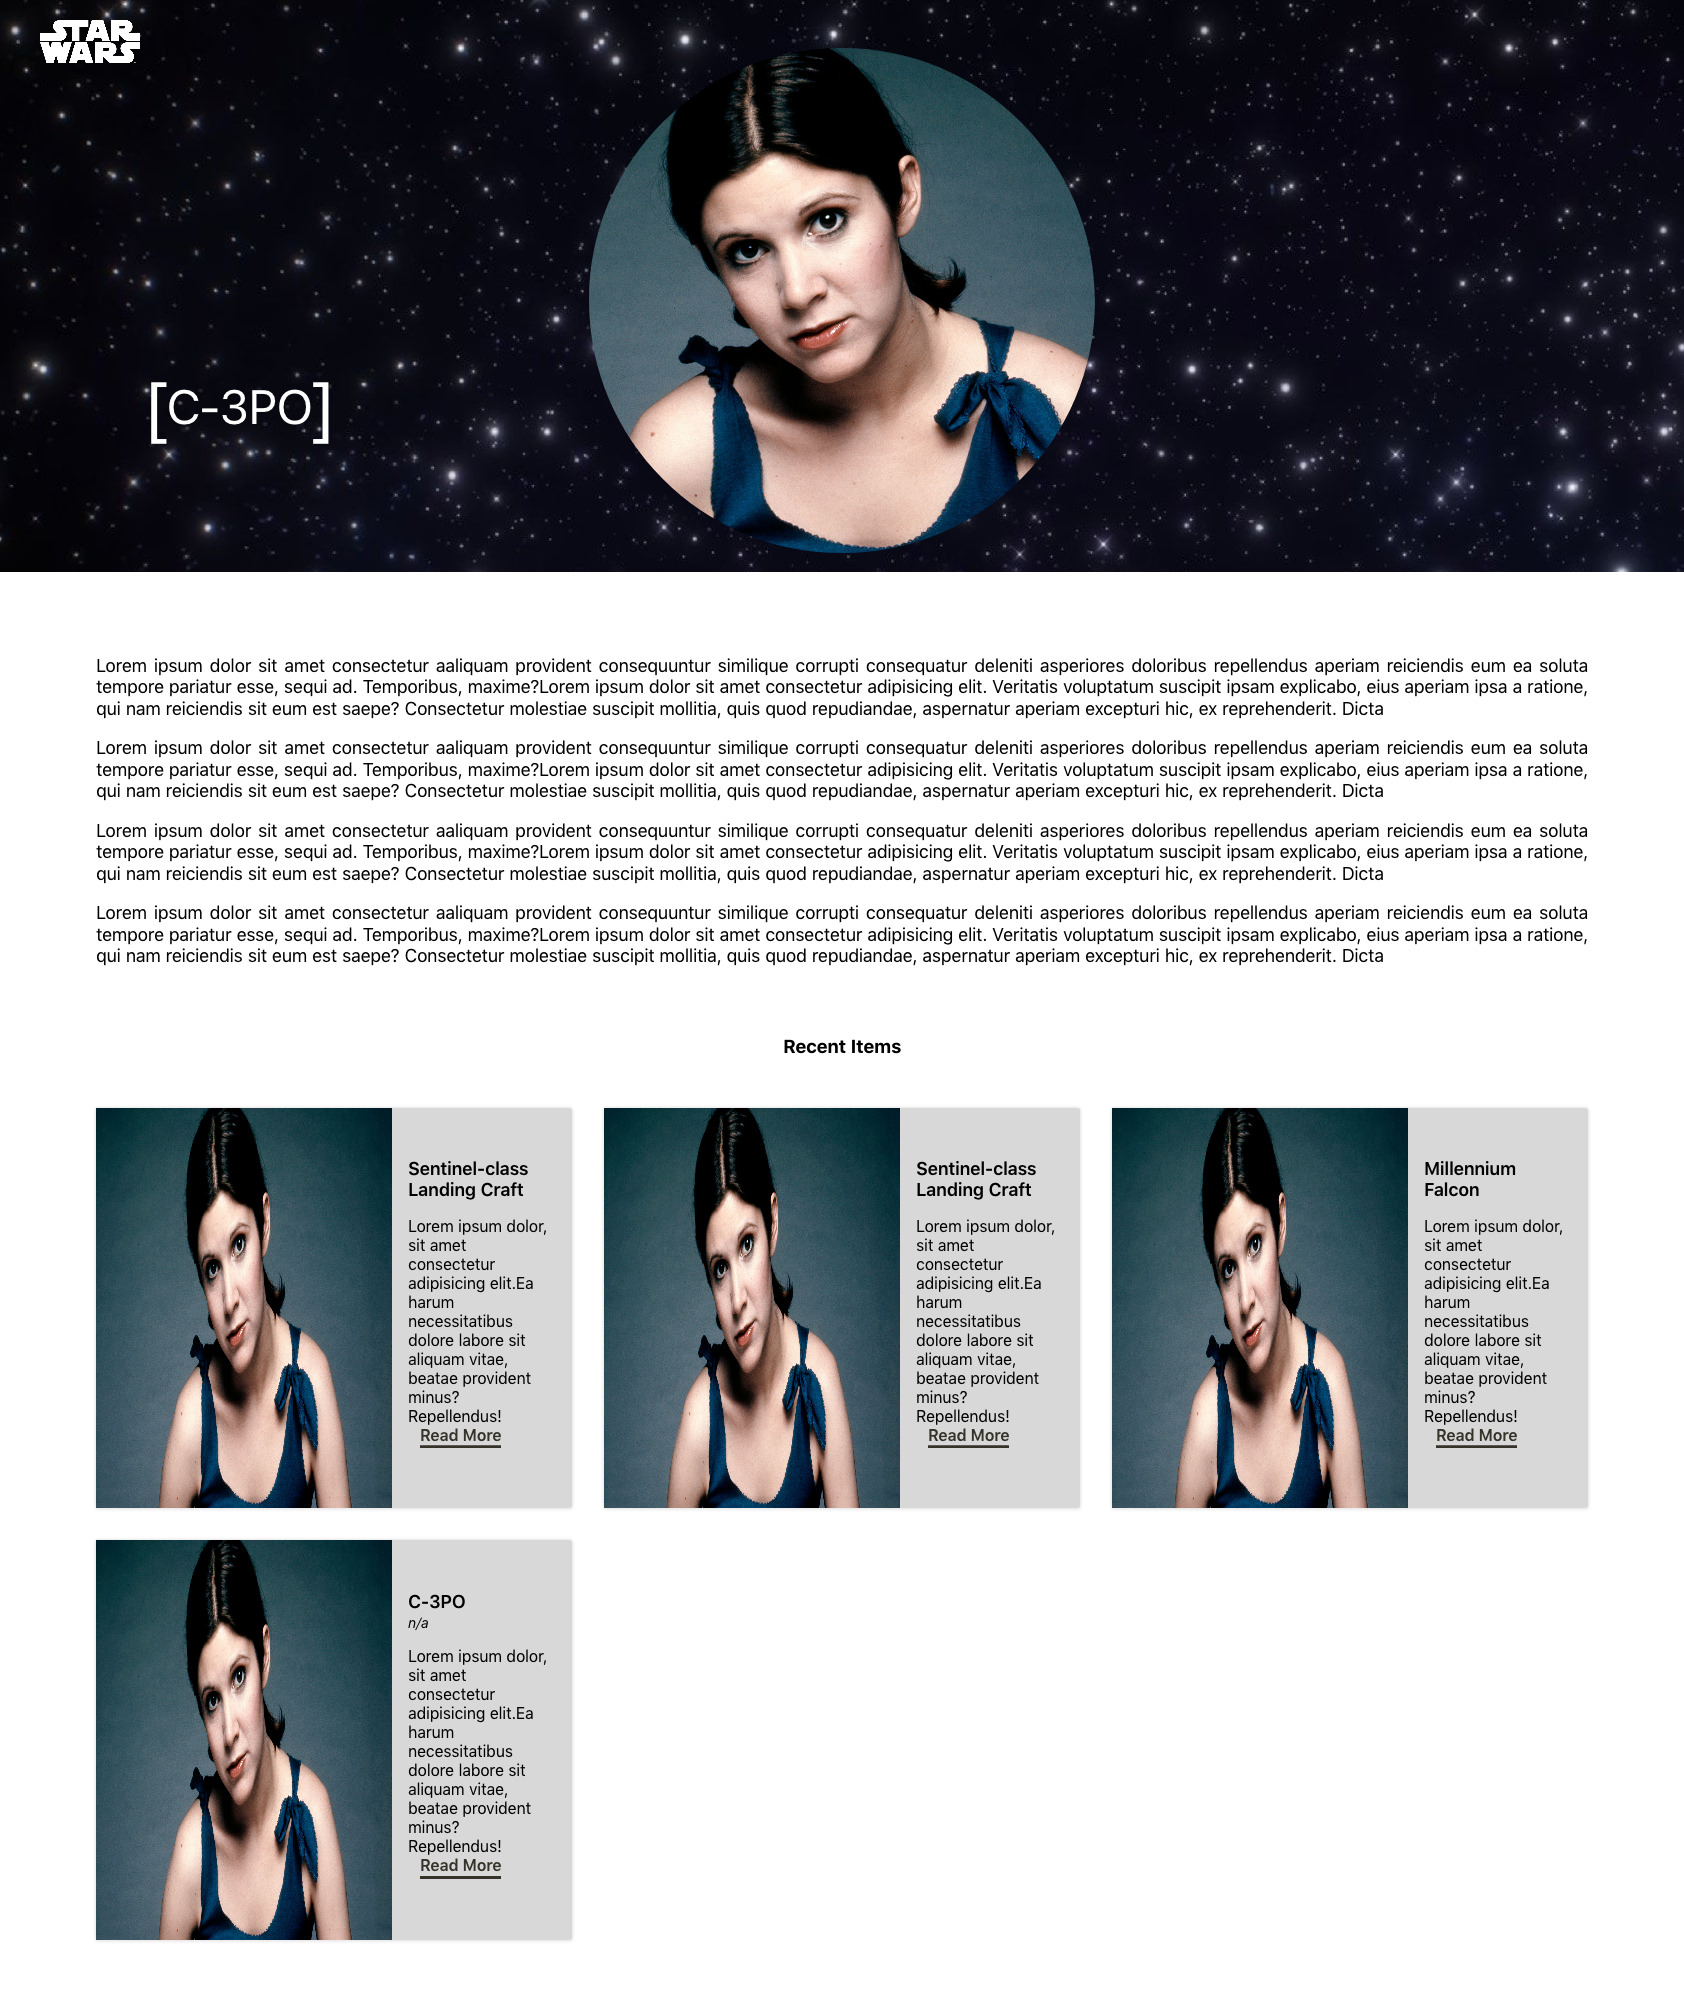 STAR
WARS
[C-3PO]
Lorem ipsum dolor sit amet consectetur aaliquam provident consequuntur similique corrupti consequatur deleniti asperiores doloribus repellendus aperiam reiciendis eum ea soluta
tempore pariatur esse, sequi ad. Temporibus, maxime?Lorem ipsum dolor sit amet consectetur adipisicing elit. Veritatis voluptatum suscipit ipsam explicabo, eius aperiam ipsa a ratione,
qui nam reiciendis sit eum est saepe? Consectetur molestiae suscipit mollitia, quis quod repudiandae, aspernatur aperiam excepturi hic, ex reprehenderit. Dicta
Lorem ipsum dolor sit amet consectetur aaliquam provident consequuntur similique corrupti consequatur deleniti asperiores doloribus repellendus aperiam reiciendis eum ea soluta
tempore pariatur esse, sequi ad. Temporibus, maxime?Lorem ipsum dolor sit amet consectetur adipisicing elit. Veritatis voluptatum suscipit ipsam explicabo, eius aperiam ipsa a ratione,
qui nam reiciendis sit eum est saepe? Consectetur molestiae suscipit mollitia, quis quod repudiandae, aspernatur aperiam excepturi hic, ex reprehenderit. Dicta
Lorem ipsum dolor sit amet consectetur aaliquam provident consequuntur similique corrupti consequatur deleniti asperiores doloribus repellendus aperiam reiciendis eum ea soluta
tempore pariatur esse, sequi ad. Temporibus, maxime?Lorem ipsum dolor sit amet consectetur adipisicing elit. Veritatis voluptatum suscipit ipsam explicabo, eius aperiam ipsa a ratione,
qui nam reiciendis sit eum est saepe? Consectetur molestiae suscipit mollitia, quis quod repudiandae, aspernatur aperiam excepturi hic, ex reprehenderit. Dicta
Lorem ipsum dolor sit amet consectetur aaliquam provident consequuntur similique corrupti consequatur deleniti asperiores doloribus repellendus aperiam reiciendis eum ea soluta
tempore pariatur esse, sequi ad. Temporibus, maxime?Lorem ipsum dolor sit amet consectetur adipisicing elit. Veritatis voluptatum suscipit ipsam explicabo, eius aperiam ipsa a ratione,
qui nam reiciendis sit eum est saepe? Consectetur molestiae suscipit mollitia, quis quod repudiandae, aspernatur aperiam excepturi hic, ex reprehenderit. Dicta
Recent Items
Sentinel-class
Landing Craft
Lorem ipsum dolor,
sit amet
consectetur
adipisicing elit.Ea
harum
necessitatibus
dolore labore sit
aliquam vitae,
beatae provident
minus?
Repellendus!
Read More
Sentinel-class
Landing Craft
Lorem ipsum dolor,
sit amet
consectetur
adipisicing elit.Ea
harum
necessitatibus
dolore labore sit
aliquam vitae,
beatae provident
minus?
Repellendus!
Read More
Millennium
Falcon
Lorem ipsum dolor,
sit amet
consectetur
adipisicing elit.Ea
harum
necessitatibus
dolore labore sit
aliquam vitae,
beatae provident
minus?
Repellendus!
Read More
C-3PO
n/a
Lorem ipsum dolor,
sit amet
consectetur
adipisicing elit.Ea
harum
necessitatibus
dolore labore sit
aliquam vitae,
beatae provident
minus?
Repellendus!
Read More